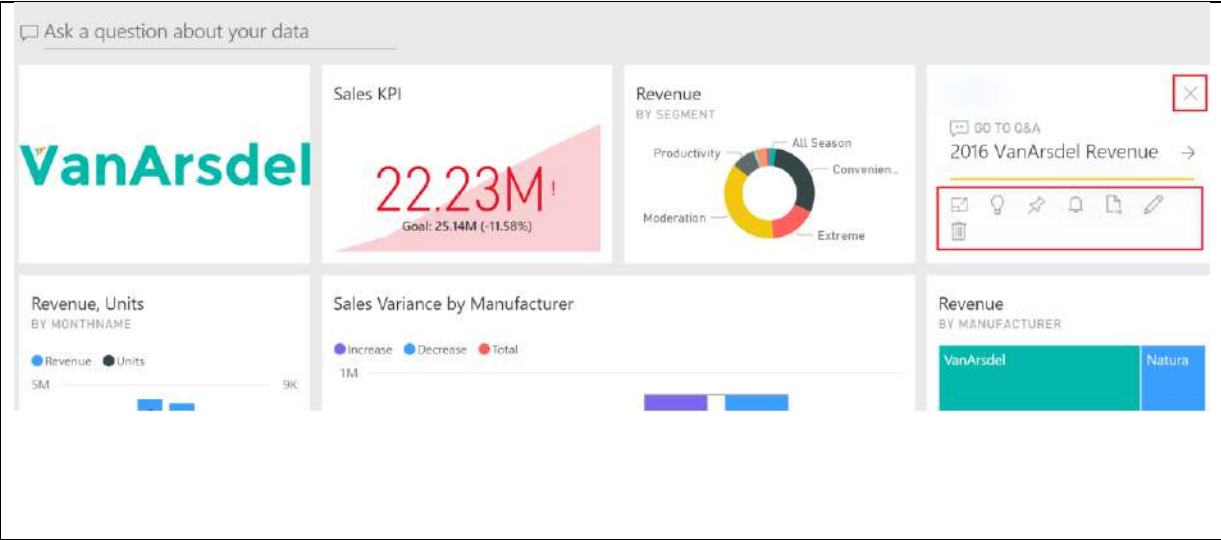 Ask a question about your data
VanArsdel
Sales KPI
22.23M!
Goal: 25.14M (-11.58%)
Revenue
BY SEGMENT
All Season
Productivity
Convenien...
Moderation
Extreme
GO TO Q&A
2016 VanArsdel Revenue
Revenue, Units
BY MONTHNAME
Revenue Units
5M 9K
Sales Variance by Manufacturer
Increase Decrease Total
1M
Revenue
BY MANUFACTURER
VanArsdel Natura